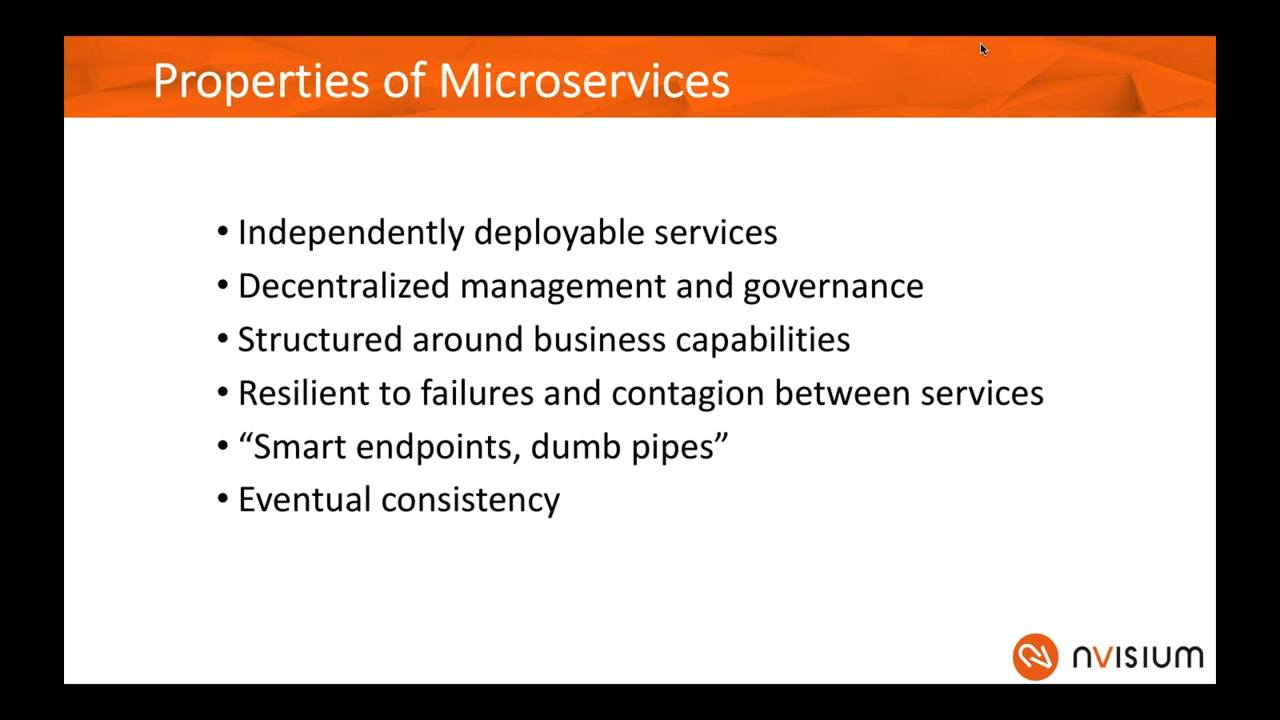 Properties of Microservices
• Independently deployable services
• Decentralized management and governance
• Structured around business capabilities
• Resilient to failures and contagion between services
• “Smart endpoints, dumb pipes”
• Eventual consistency
nVISIUM